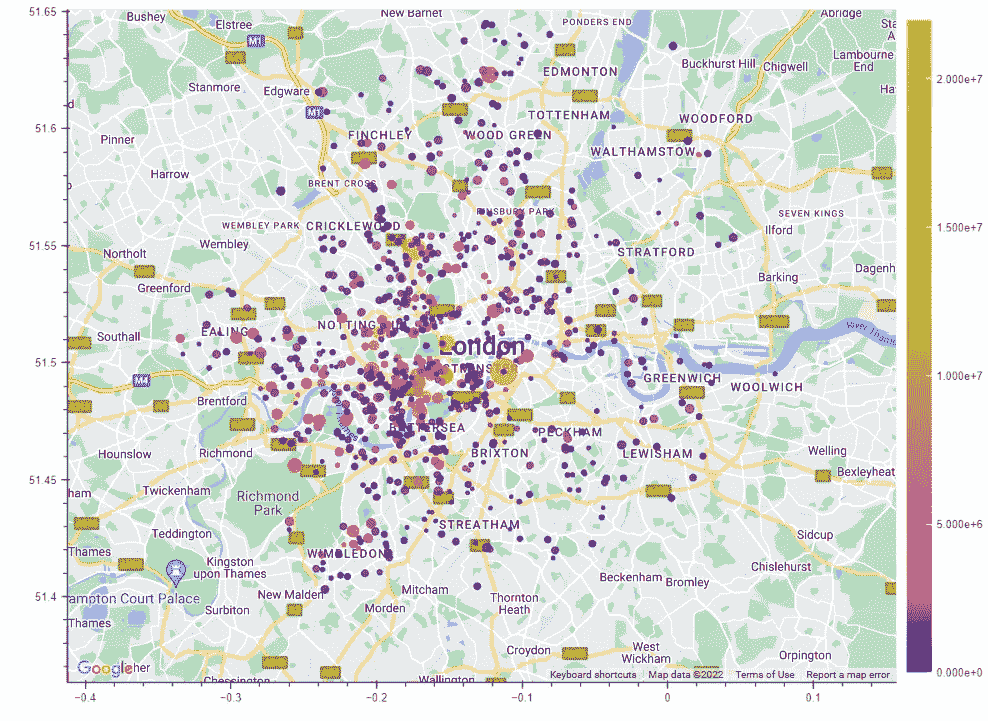 51.65
51.6
51.55
51.5
51.45
51.4
−0.4
−0.3
−0.2
−0.1
0
0.1
2.000e+7
1.500e+7
1.000e+7
5.000e+6
0.000e+0
Bushey
Elstree
New Barnet
PONDERS END
Abridge
M1
Stanmore
Edgware
EDMONTON
Buckhurst Hill
Chigwell
Lambourne
End
M1
TOTTENHAM
WOODFORD
Pinner
FINCHLEY
WOOD GREEN
WALTHAMSTOW
Harrow
BRENT CROSS
WEMBLEY PARK
CRICKLEWOOD
FINSBURY PARK
SEVEN KINGS
Ilford
Northolt
Wembley
STRATFORD
Greenford
Barking
Dagenh
Southall
EALING
NOTTING
London
M4
GREENWICH
WOOLWICH
Brentford
BATTERSEA
PECKHAM
Hounslow
Richmond
BRIXTON
LEWISHAM
Welling
Bexleyheat
ham
Twickenham
Richmond
Park
STREATHAM
Teddington
Sidcup
Thames
WIMBLEDON
Kingston
upon Thames
Chislehurst
ampton Court Palace
Surbiton
New Malden
Mitcham
Morden
Thornton
Heath
Beckenham
Bromley
Thames
Croydon
West
Wickham
Orpington
Google
her
Chessington
Wallington
Keyboard shortcuts
Map data ©2022
Terms of Use
Report a map error